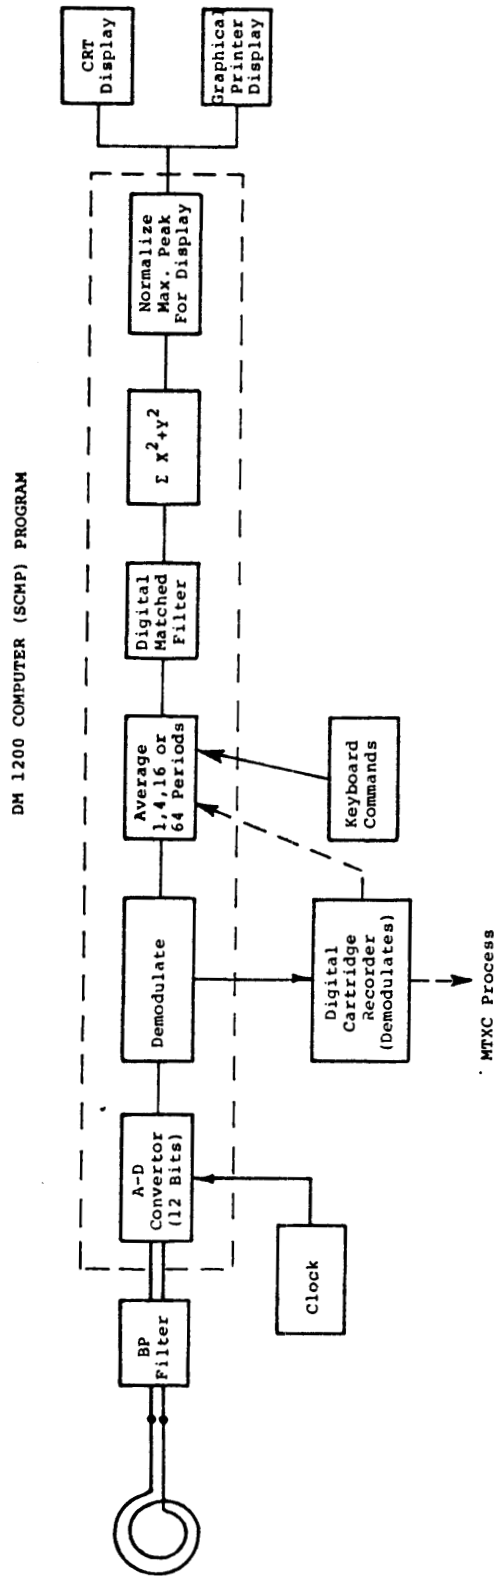 DM 1200 COMPUTER (SCMP) PROGRAM
BP
Filter
A-D
Convertor
(12 Bits)
Clock
Demodulate
Digital
Cartridge
Recorder
(Demodulates)
MTXC Process
Average
1,4,16 or
64 Periods
Keyboard
Commands
Digital
Matched
Filter
Σ X²+Y²
Normalize
Max. Peak
For Display
CRT
Display
Graphical
Printer
Display